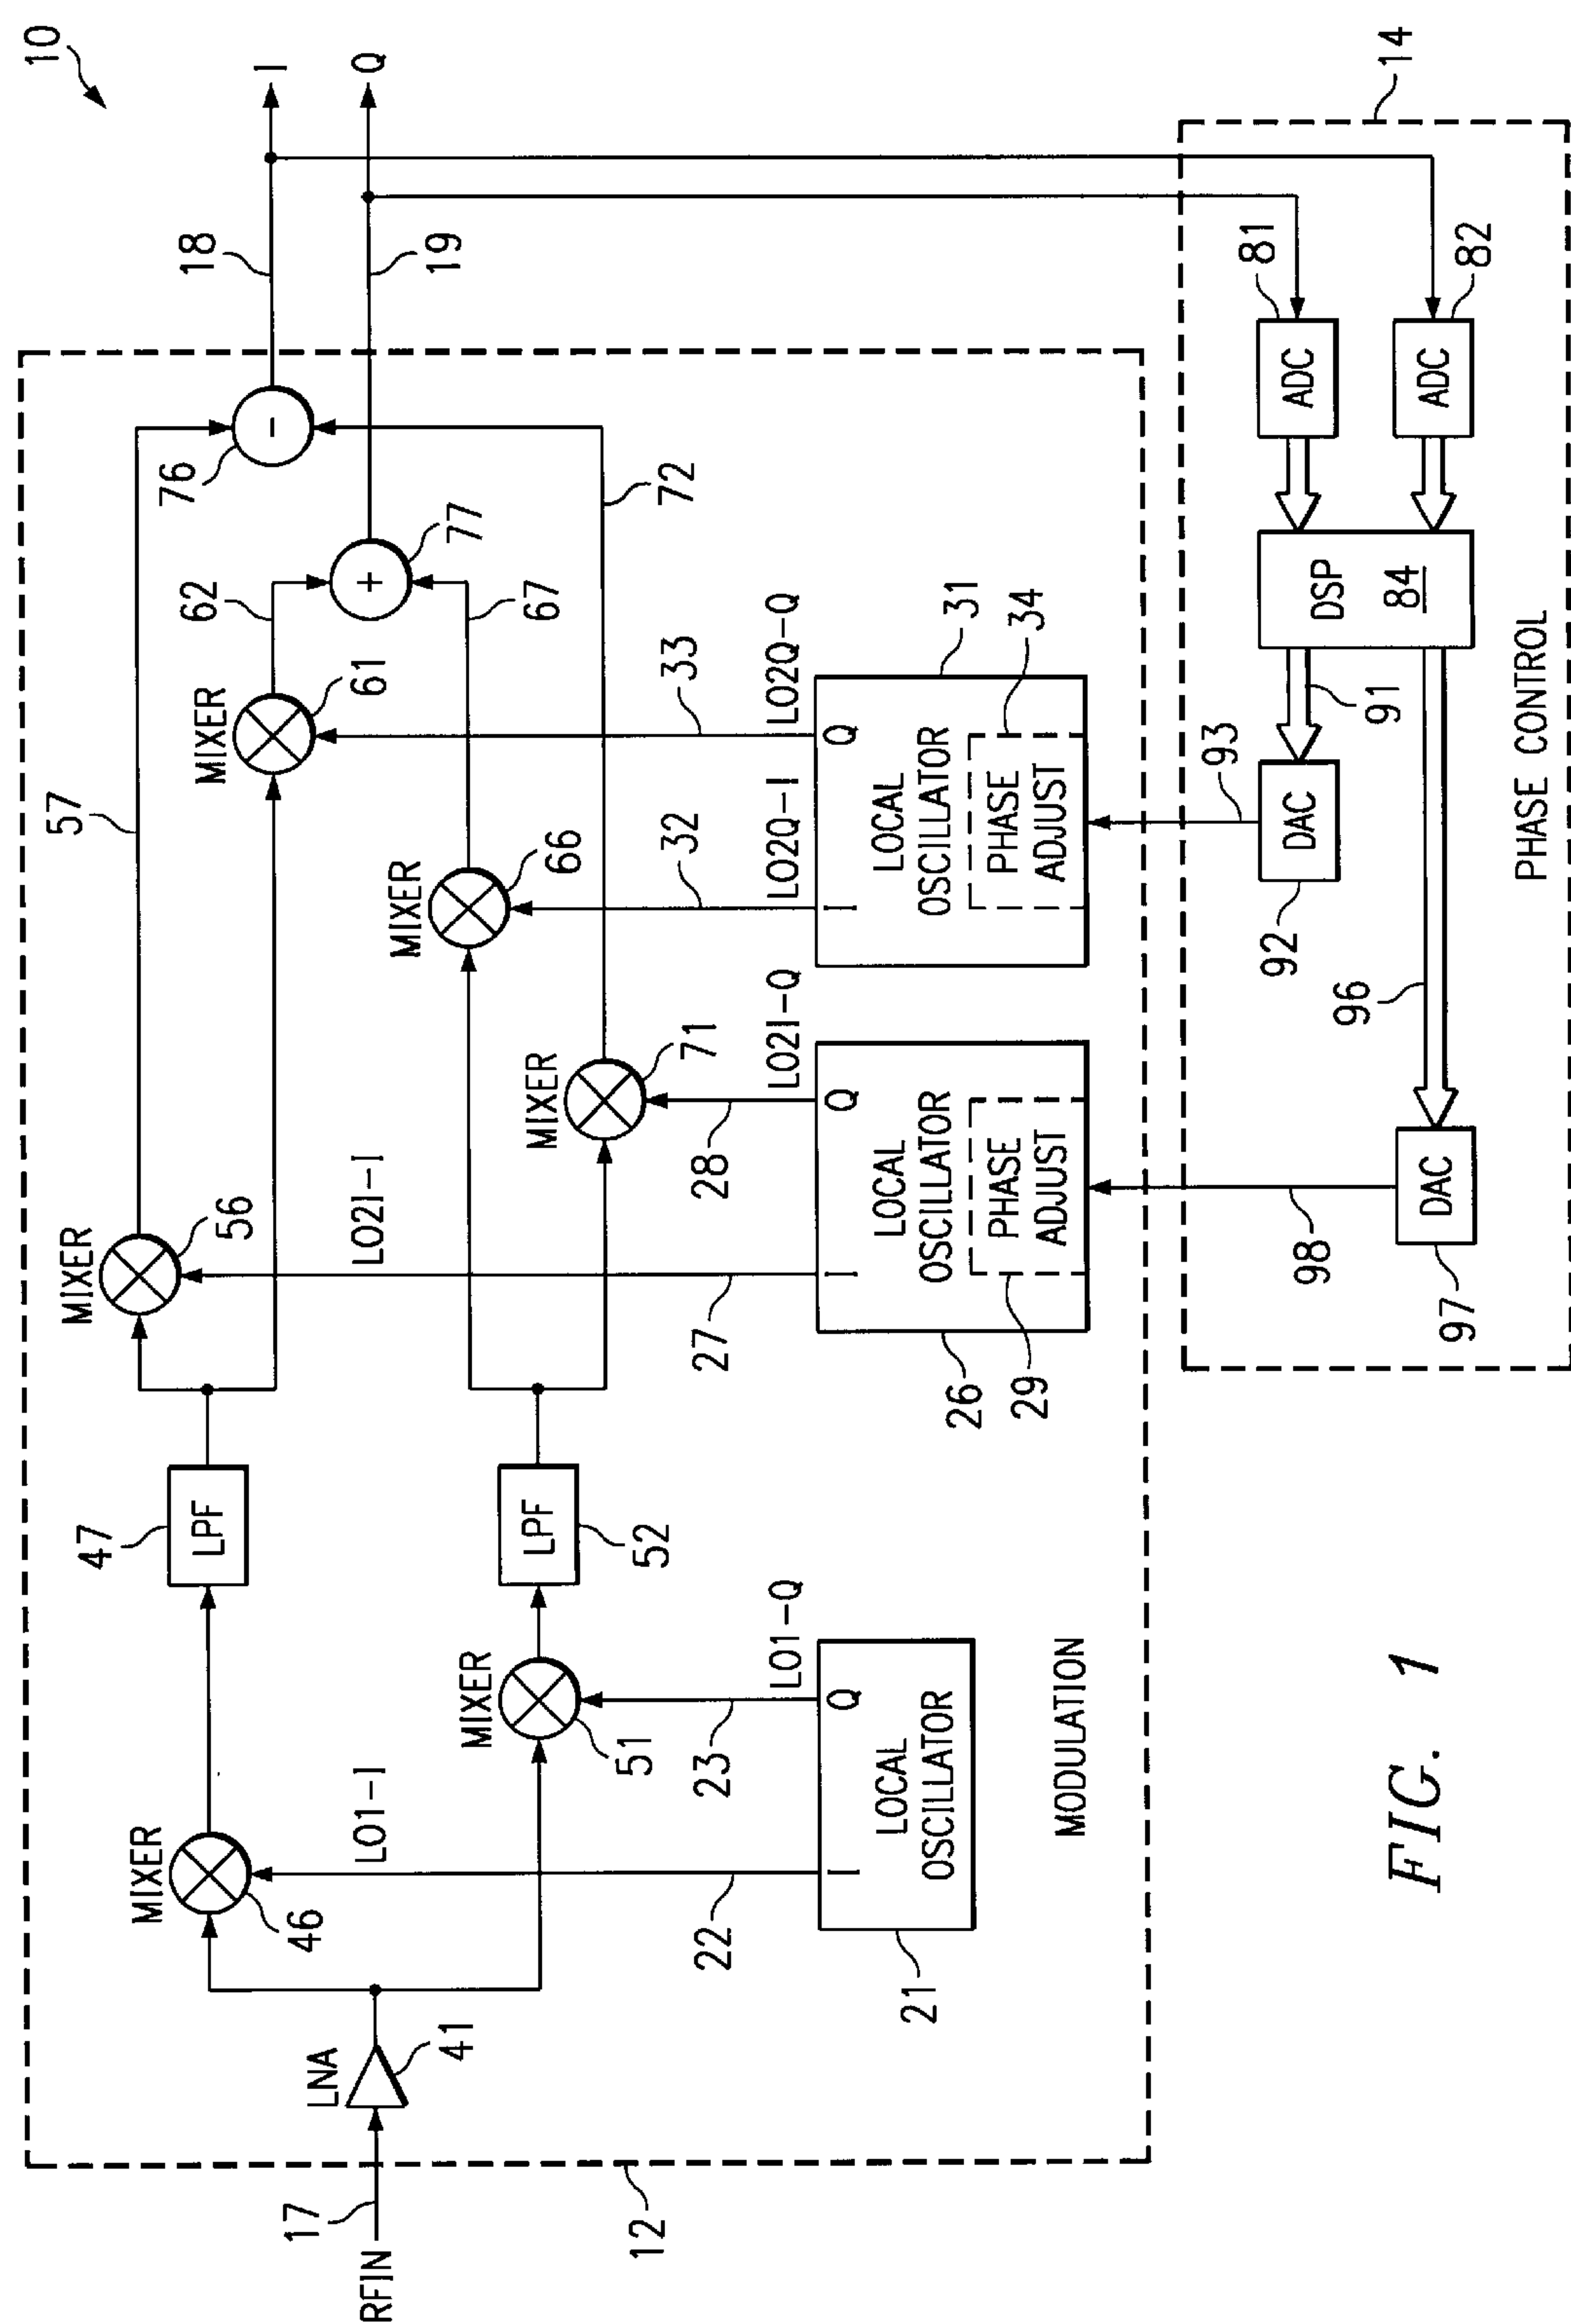 10
RFIN
17
12
LNA
41
MIXER
46
LO1-I
22
MIXER
51
LO1-Q
23
21
LOCAL
OSCILLATOR
I
Q
47
LPF
LPF
52
MIXER
56
57
LO2I-I
27
MIXER
71
72
LO2I-Q
28
26
29
LOCAL
OSCILLATOR
I
Q
PHASE
ADJUST
MIXER
66
67
LO2Q-I
32
MIXER
61
62
LO2Q-Q
33
31
34
LOCAL
OSCILLATOR
I
Q
PHASE
ADJUST
76
-
77
+
18
I
19
Q
MODULATION
14
81
ADC
82
ADC
DSP
84
91
92
DAC
93
96
97
DAC
98
PHASE CONTROL
FIG. 1